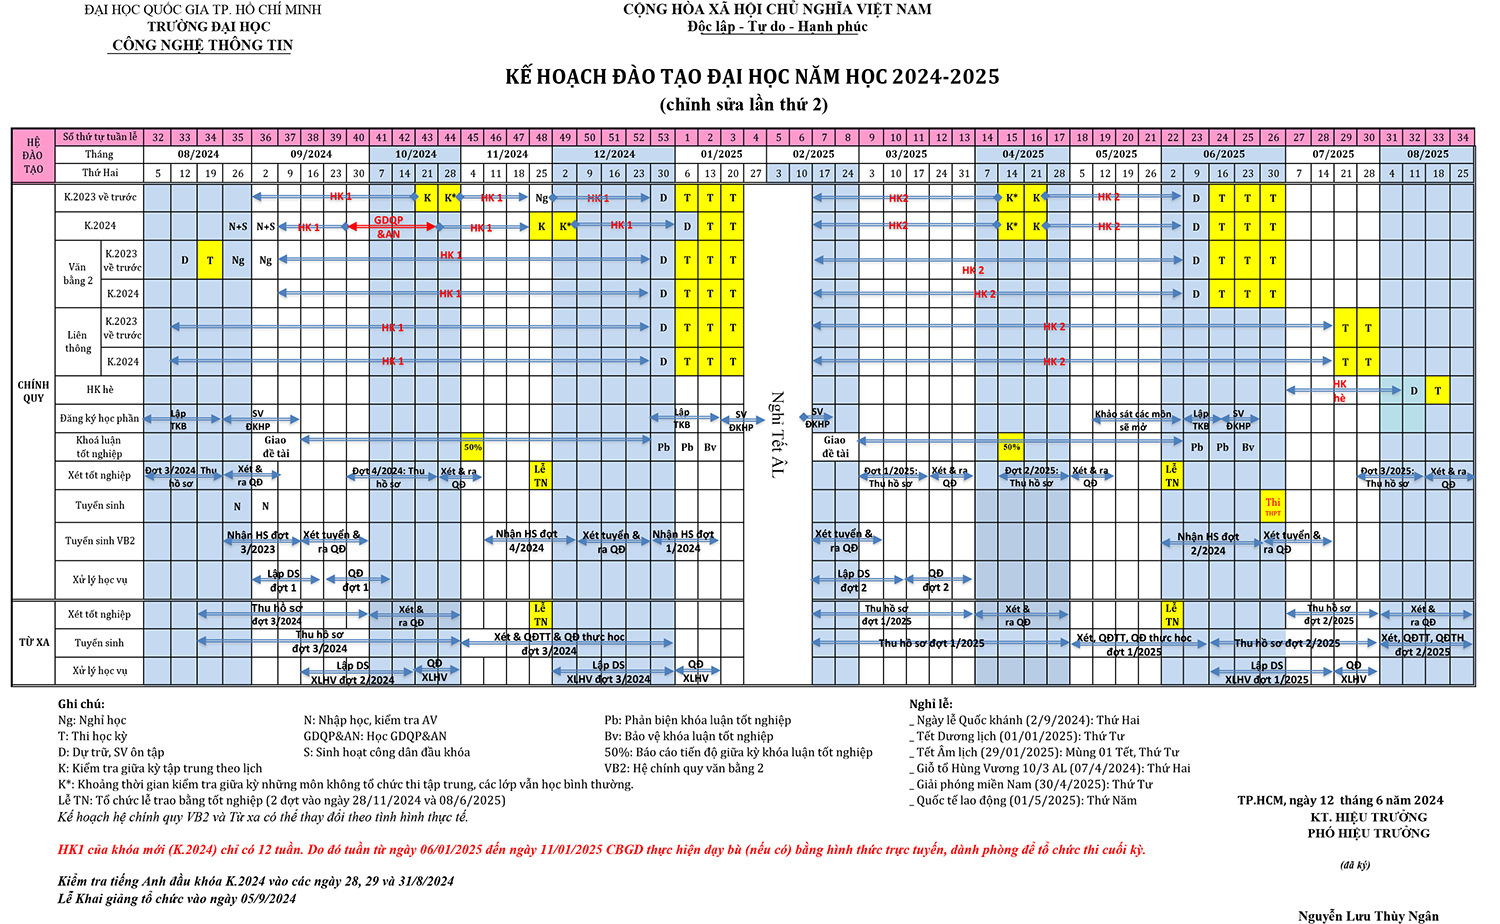 ĐẠI HỌC QUỐC GIA TP. HỒ CHÍ MINH
TRƯỜNG ĐẠI HỌC
CÔNG NGHỆ THÔNG TIN
CỘNG HÒA XÃ HỘI CHỦ NGHĨA VIỆT NAM
Độc lập - Tự do - Hạnh phúc
KẾ HOẠCH ĐÀO TẠO ĐẠI HỌC NĂM HỌC 2024-2025
(chỉnh sửa lần thứ 2)
HỆ ĐÀO TẠO
Số thứ tự tuần lễ 32 33 34 35 36 37 38 39 40 41 42 43 44 45 46 47 48 49 50 51 52 53 1 2 3 4 5 6 7 8 9 10 11 12 13 14 15 16 17 18 19 20 21 22 23 24 25 26 27 28 29 30 31 32 33 34
Tháng 08/2024 09/2024 10/2024 11/2024 12/2024 01/2025 02/2025 03/2025 04/2025 05/2025 06/2025 07/2025 08/2025
Thứ Hai 5 12 19 26 2 9 16 23 30 7 14 21 28 4 11 18 25 2 9 16 23 30 6 13 20 27 3 10 17 24 3 10 17 24 31 7 14 21 28 5 12 19 26 2 9 16 23 30 7 14 21 28 4 11 18 25
CHÍNH QUY
K.2023 về trước HK 1 K K* HK 1 Ng HK 1 D T T T HK2 K* K HK 2 D T T T
K.2024 N+S N+S HK 1 GDQP &AN HK 1 K K* HK 1 D T T HK2 K* K HK 2 D T T T
Văn bằng 2
K.2023 về trước D T Ng Ng HK 1 D T T T HK 2 D T T T
K.2024 HK 1 D T T T HK 2 D T T T
Liên thông
K.2023 về trước HK 1 D T T T HK 2 T T
K.2024 HK 1 D T T T HK 2 T T
HK hè HK hè D T
Nghỉ Tết ÂL
Đăng ký học phần Lập TKB SV ĐKHP Lập TKB SV ĐKHP SV ĐKHP Khảo sát các môn sẽ mở Lập TKB SV ĐKHP
Khoá luận tốt nghiệp Giao đề tài 50% Pb Pb Bv Giao đề tài 50% Pb Pb Bv
Xét tốt nghiệp Đợt 3/2024 Thu hồ sơ Xét & ra QĐ Đợt 4/2024: Thu hồ sơ Xét & ra QĐ Lễ TN Đợt 1/2025: Thu hồ sơ Xét & ra QĐ Đợt 2/2025: Thu hồ sơ Xét & ra QĐ Lễ TN Đợt 3/2025: Thu hồ sơ Xét & ra QĐ
Tuyển sinh N N Thi THPT
Tuyển sinh VB2 Nhận HS đợt 3/2023 Xét tuyển & ra QĐ Nhận HS đợt 4/2024 Xét tuyển & ra QĐ Nhận HS đợt 1/2024 Xét tuyển & ra QĐ Nhận HS đợt 2/2024 Xét tuyển & ra QĐ
Xử lý học vụ Lập DS đợt 1 QĐ đợt 1 Lập DS đợt 2 QĐ đợt 2
TỪ XA
Xét tốt nghiệp Thu hồ sơ đợt 3/2024 Xét & ra QĐ Lễ TN Thu hồ sơ đợt 1/2025 Xét & ra QĐ Lễ TN Thu hồ sơ đợt 2/2025 Xét & ra QĐ
Tuyển sinh Thu hồ sơ đợt 3/2024 Xét & QĐTT & QĐ thực học đợt 3/2024 Thu hồ sơ đợt 1/2025 Xét, QĐTT, QĐ thực học đợt 1/2025 Thu hồ sơ đợt 2/2025 Xét, QĐTT, QĐTH đợt 2/2025
Xử lý học vụ Lập DS XLHV đợt 2/2024 QĐ XLHV Lập DS XLHV đợt 3/2024 QĐ XLHV Lập DS XLHV đợt 1/2025 QĐ XLHV
Ghi chú:
Ng: Nghỉ học
T: Thi học kỳ
D: Dự trữ, SV ôn tập
K: Kiểm tra giữa kỳ tập trung theo lịch
N: Nhập học, kiểm tra AV
GDQP&AN: Học GDQP&AN
S: Sinh hoạt công dân đầu khóa
Pb: Phản biện khóa luận tốt nghiệp
Bv: Bảo vệ khóa luận tốt nghiệp
50%: Báo cáo tiến độ giữa kỳ khóa luận tốt nghiệp
VB2: Hệ chính quy văn bằng 2
K*: Khoảng thời gian kiểm tra giữa kỳ những môn không tổ chức thi tập trung, các lớp vẫn học bình thường.
Lễ TN: Tổ chức lễ trao bằng tốt nghiệp (2 đợt vào ngày 28/11/2024 và 08/6/2025)
Kế hoạch hệ chính quy VB2 và Từ xa có thể thay đổi theo tình hình thực tế.
Nghỉ lễ:
_ Ngày lễ Quốc khánh (2/9/2024): Thứ Hai
_ Tết Dương lịch (01/01/2025): Thứ Tư
_ Tết Âm lịch (29/01/2025): Mùng 01 Tết, Thứ Tư
_ Giỗ tổ Hùng Vương 10/3 AL (07/4/2024): Thứ Hai
_ Giải phóng miền Nam (30/4/2025): Thứ Tư
_ Quốc tế lao động (01/5/2025): Thứ Năm
HK1 của khóa mới (K.2024) chỉ có 12 tuần. Do đó tuần từ ngày 06/01/2025 đến ngày 11/01/2025 CBGD thực hiện dạy bù (nếu có) bằng hình thức trực tuyến, dành phòng để tổ chức thi cuối kỳ.
Kiểm tra tiếng Anh đầu khóa K.2024 vào các ngày 28, 29 và 31/8/2024
Lễ Khai giảng tổ chức vào ngày 05/9/2024
TP.HCM, ngày 12 tháng 6 năm 2024
KT. HIỆU TRƯỞNG
PHÓ HIỆU TRƯỞNG
(đã ký)
Nguyễn Lưu Thùy Ngân